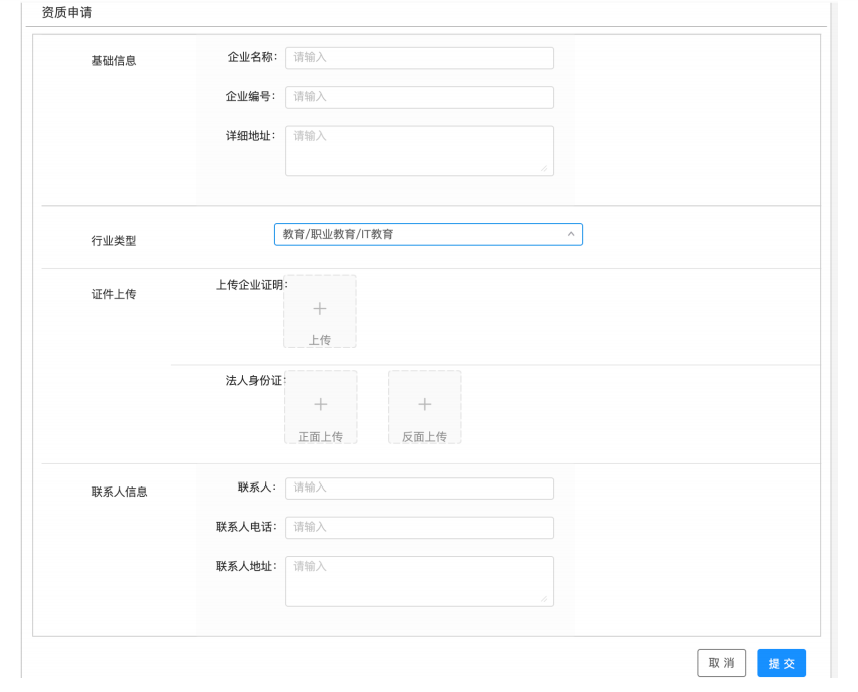 资质申请
基础信息
企业名称: 请输入
企业编号: 请输入
详细地址: 请输入
行业类型
教育/职业教育/IT教育
证件上传
上传企业证明:
上传
法人身份证:
正面上传 反面上传
联系人信息
联系人: 请输入
联系人电话: 请输入
联系人地址: 请输入
取 消 提 交